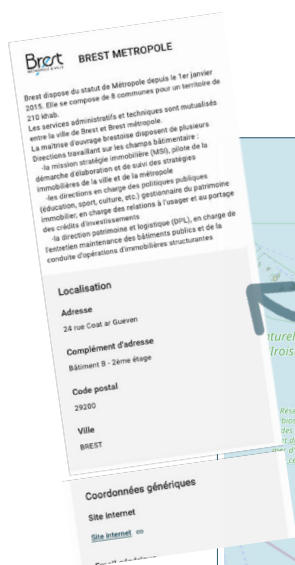 Brest
MÉTROPOLE & VILLE
BREST METROPOLE
Brest dispose du statut de Métropole depuis le 1er janvier
2015. Elle se compose de 8 communes pour un territoire de
210 khab.
Les services administratifs et techniques sont mutualisés
entre la ville de Brest et Brest métropole.
La maitrise d'ouvrage brestoise disposent de plusieurs
Directions travaillant sur les champs bâtimentaire :
-la mission stratégie immobilière (MSI), pilote de la
démarche d'élaboration et de suivi des stratégies
immobilières de la ville et de la métropole
-les directions en charge des politiques publiques
(éducation, sport, culture, etc.) gestionnaire du patrimoine
immobilier, en charge des relations à l'usager et au portage
des crédits d'investissements
-la direction patrimoine et logistique (DPL), en charge de
l'entretien maintenance des bâtiments publics et de la
conduite d'opérations d'immobilières structurantes
Localisation
Adresse
24 rue Coat ar Gueven
Complément d'adresse
Bâtiment B - 2ème étage
Code postal
29200
Ville
BREST
Coordonnées génériques
Site internet
Site internet